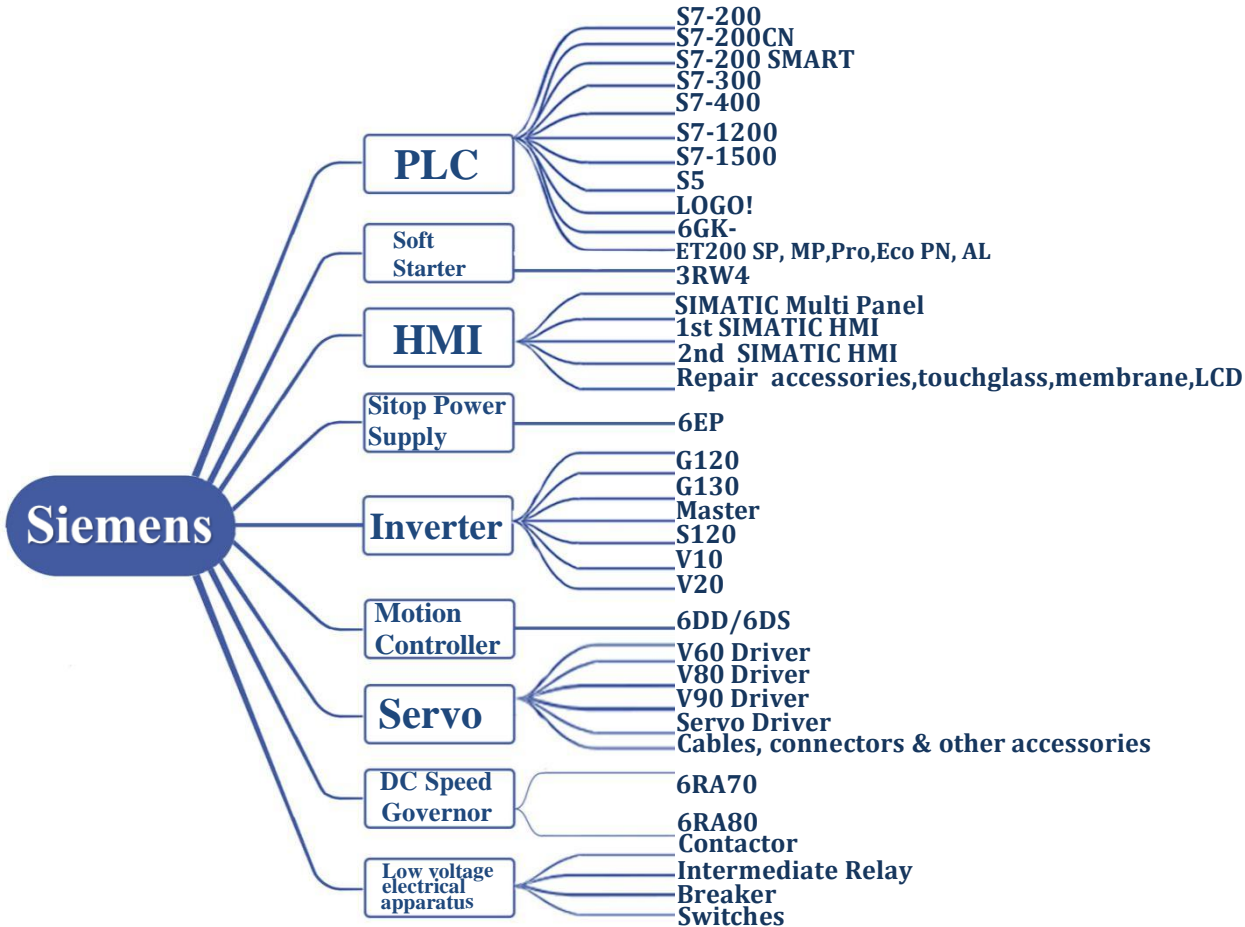 Siemens
PLC
S7-200
S7-200CN
S7-200 SMART
S7-300
S7-400
S7-1200
S7-1500
S5
LOGO!
6GK-
ET200 SP, MP,Pro,Eco PN, AL
Soft
Starter
3RW4
HMI
SIMATIC Multi Panel
1st SIMATIC HMI
2nd SIMATIC HMI
Repair accessories,touchglass,membrane,LCD
Sitop Power
Supply
6EP
Inverter
G120
G130
Master
S120
V10
V20
Motion
Controller
6DD/6DS
Servo
V60 Driver
V80 Driver
V90 Driver
Servo Driver
Cables, connectors & other accessories
DC Speed
Governor
6RA70
6RA80
Low voltage
electrical
apparatus
Contactor
Intermediate Relay
Breaker
Switches